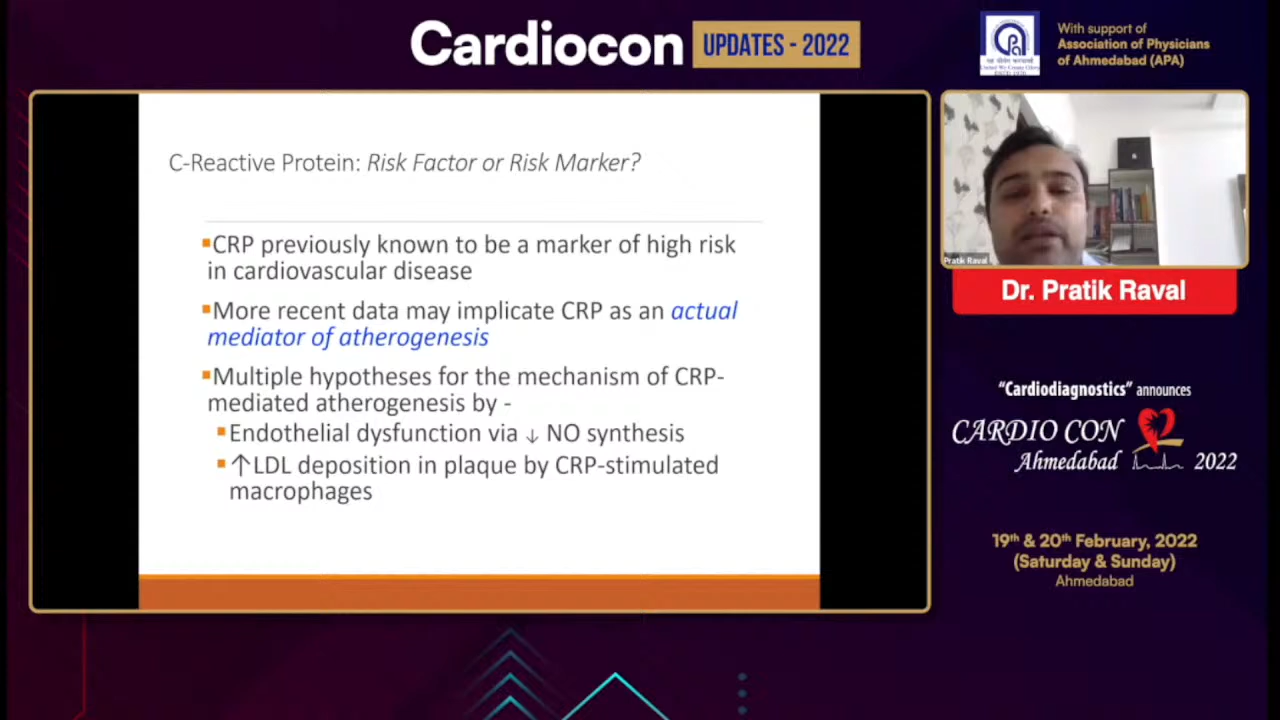 Cardiocon UPDATES - 2022
With support of
Association of Physicians
of Ahmedabad (APA)
C-Reactive Protein: Risk Factor or Risk Marker?
▪CRP previously known to be a marker of high risk
in cardiovascular disease
▪More recent data may implicate CRP as an actual
mediator of atherogenesis
▪Multiple hypotheses for the mechanism of CRP-
mediated atherogenesis by -
▪Endothelial dysfunction via ↓ NO synthesis
▪↑LDL deposition in plaque by CRP-stimulated
macrophages
Pratik Raval
Dr. Pratik Raval
“Cardiodiagnostics” announces
CARDIO CON
Ahmedabad 2022
19th & 20th February, 2022
(Saturday & Sunday)
Ahmedabad